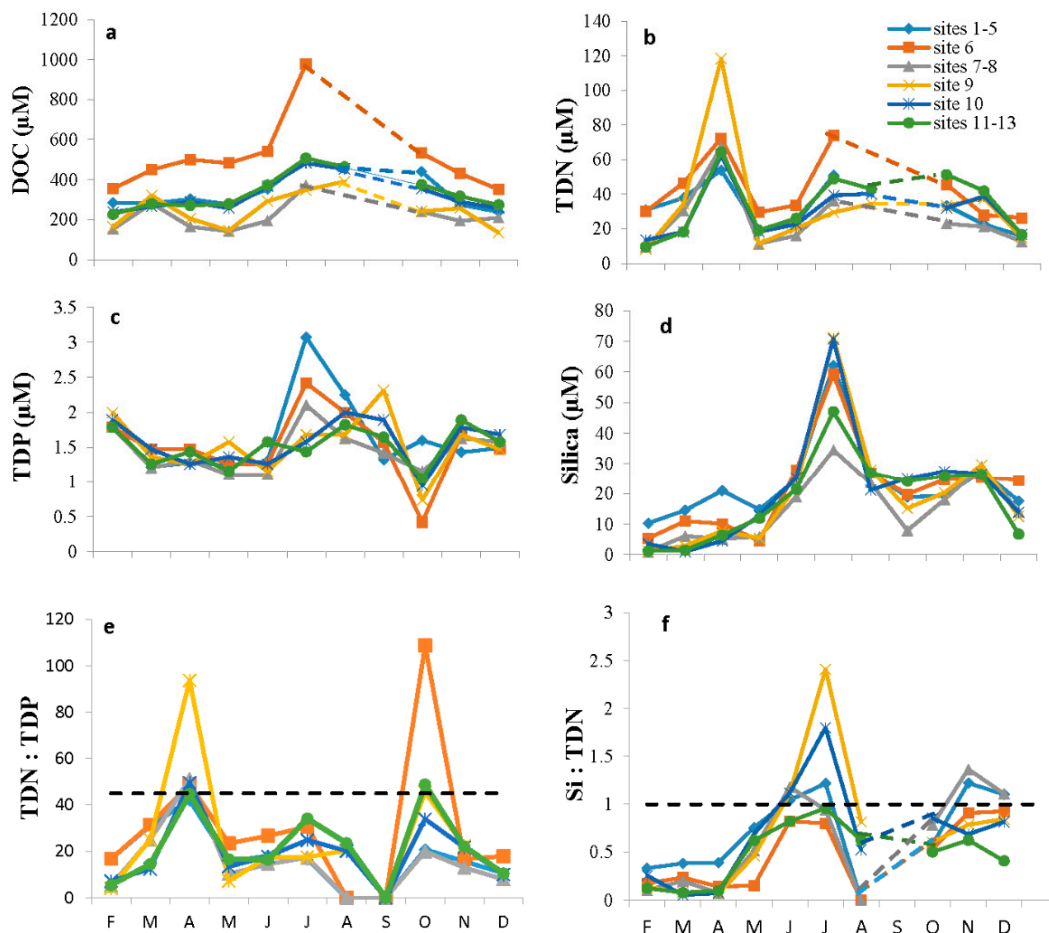 a
DOC (µM)
1200
1000
800
600
400
200
0
b
TDN (µM)
140
120
100
80
60
40
20
0
sites 1-5
site 6
sites 7-8
site 9
site 10
sites 11-13
c
TDP (µM)
3.5
3
2.5
2
1.5
1
0.5
0
d
Silica (µM)
80
70
60
50
40
30
20
10
0
e
TDN : TDP
120
100
80
60
40
20
0
F M A M J J A S O N D
f
Si : TDN
3
2.5
2
1.5
1
0.5
0
F M A M J J A S O N D